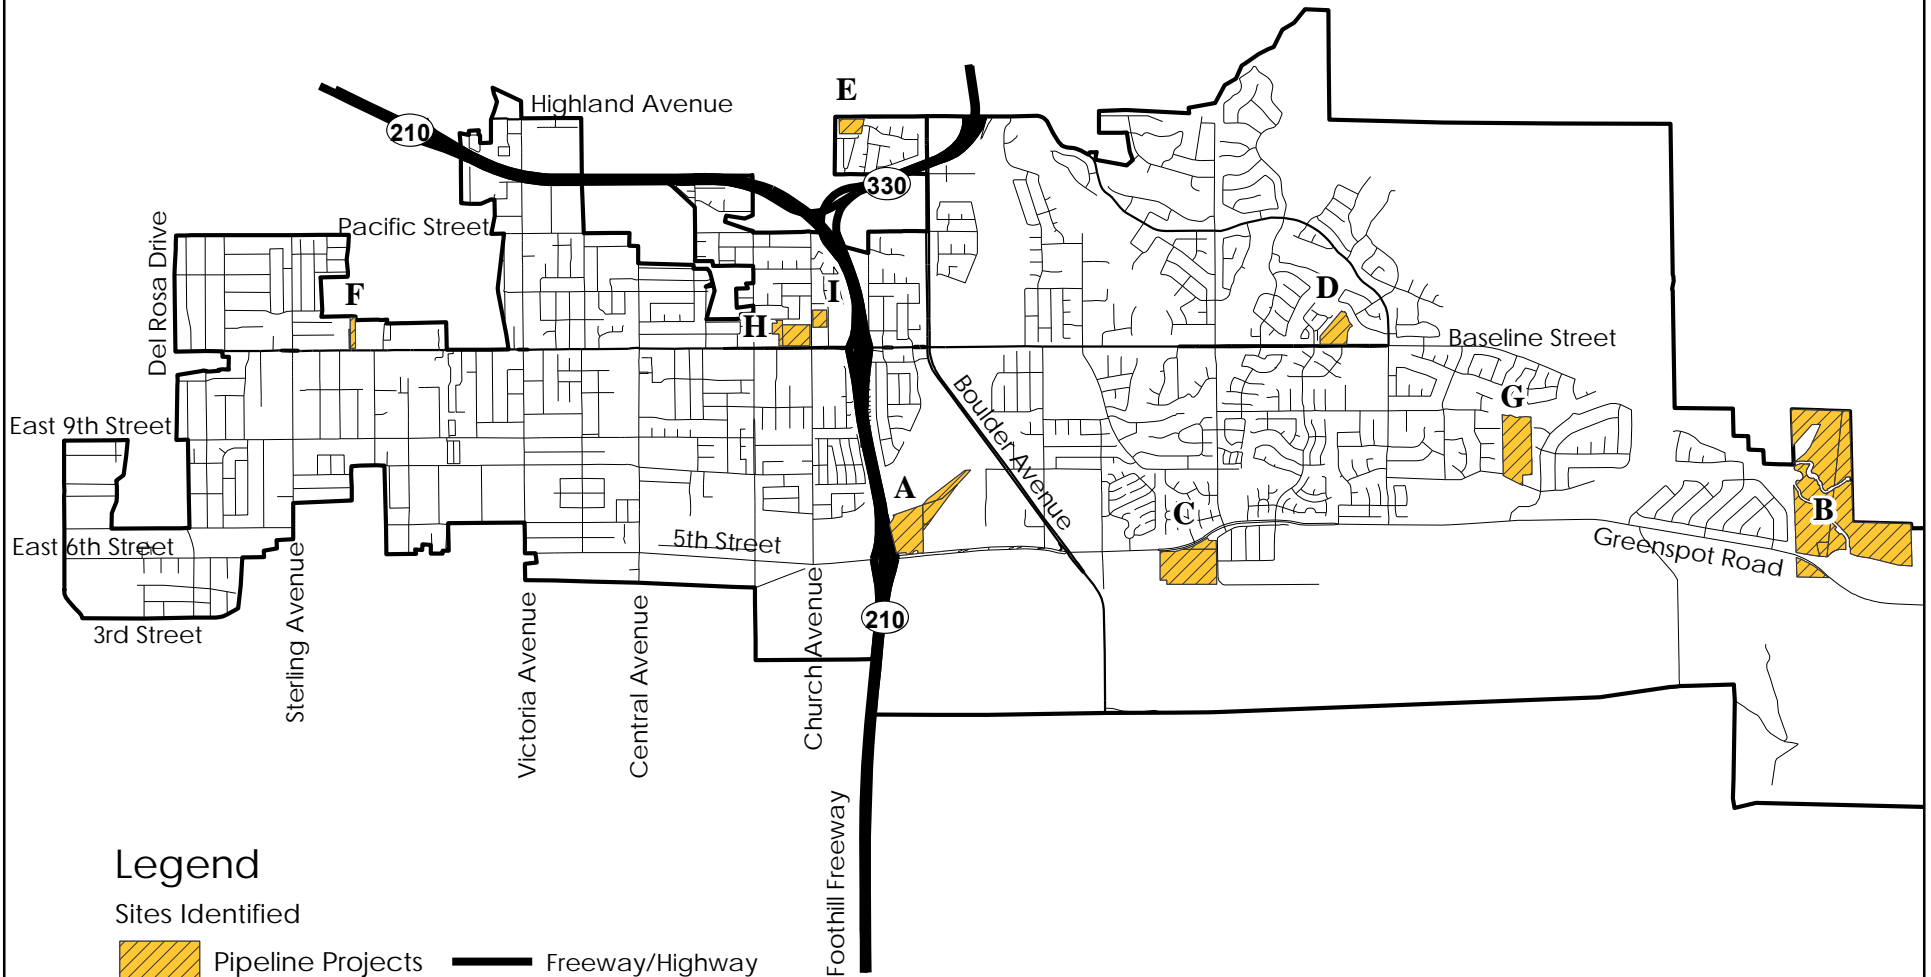 E
Highland Avenue
210
330
Del Rosa Drive
Pacific Street
F
I
D
H
Baseline Street
Boulder Avenue
G
East 9th Street
A
C
B
5th Street
East 6th Street
Greenspot Road
Sterling Avenue
Church Avenue
210
3rd Street
Victoria Avenue
Central Avenue
Foothill Freeway
Legend
Sites Identified
Pipeline Projects
Freeway/Highway